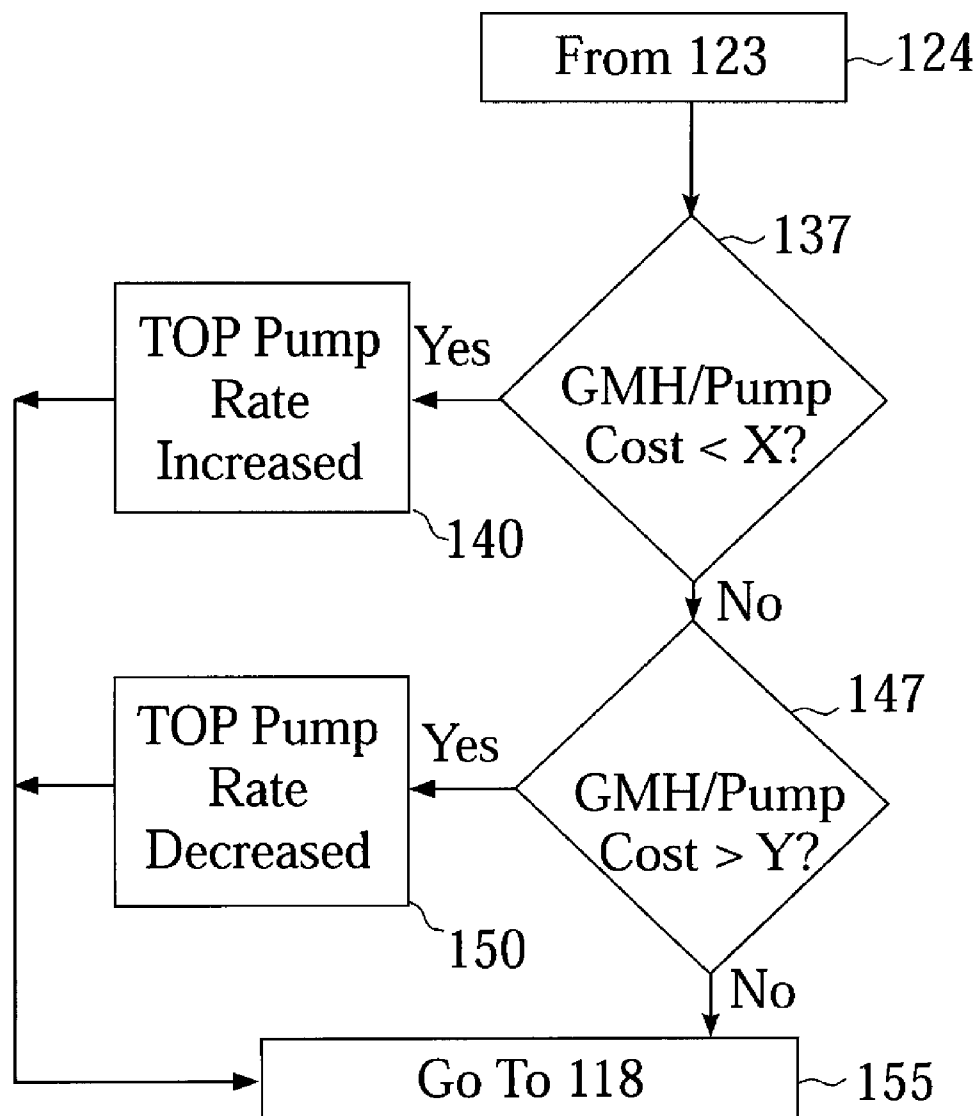 From 123
124
137
TOP Pump
Rate
Increased
Yes
GMH/Pump
Cost < X?
140
No
147
TOP Pump
Rate
Decreased
Yes
GMH/Pump
Cost > Y?
150
No
Go To 118
155